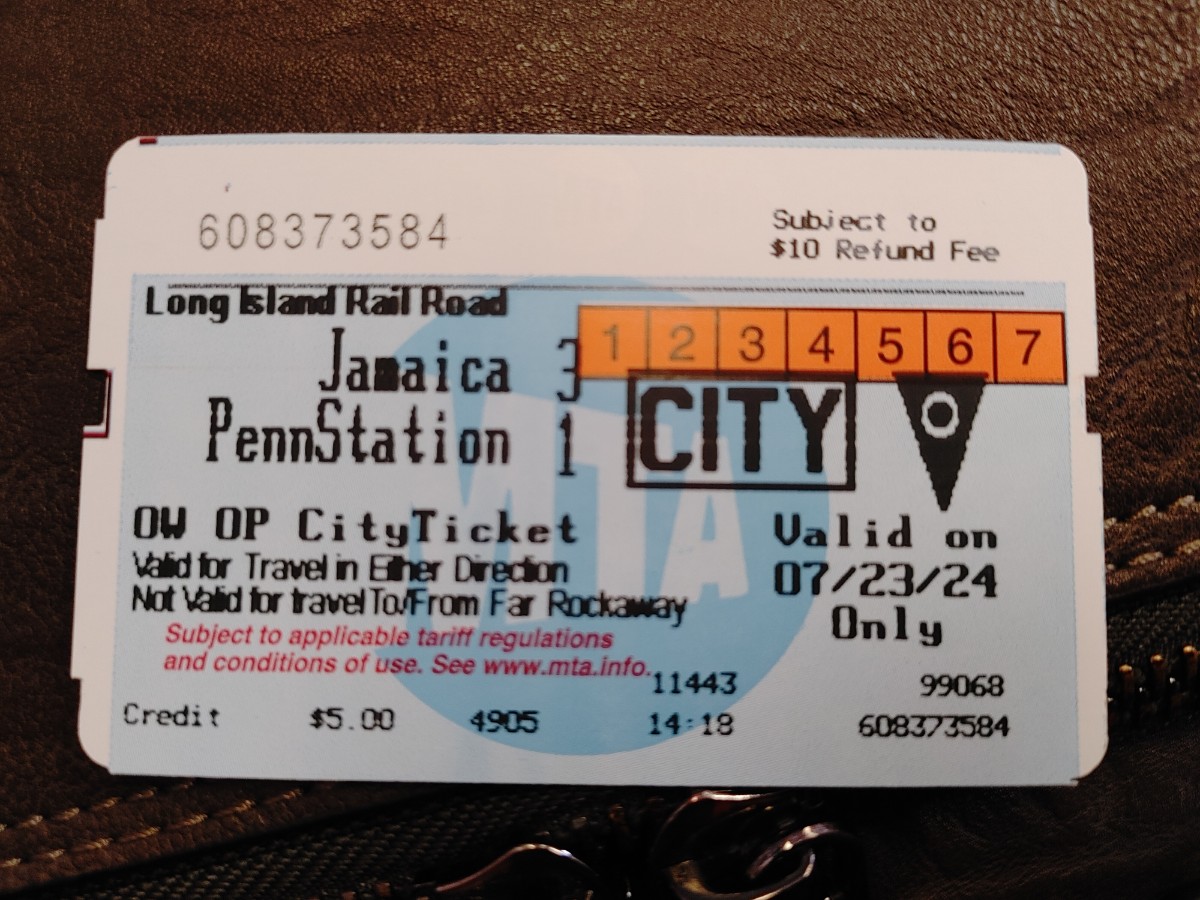 608373584
Subject to
$10 Refund Fee
Long Island Rail Road
1 2 3 4 5 6 7
Jamaica 3
PennStation 1
CITY
O
MTA
OW OP CityTicket
Valid for Travel in Either Direction
Not Valid for travel To/From Far Rockaway
Valid on
07/23/24
Only
Subject to applicable tariff regulations
and conditions of use. See www.mta.info.
11443 99068
Credit $5.00 4905 14:18 608373584